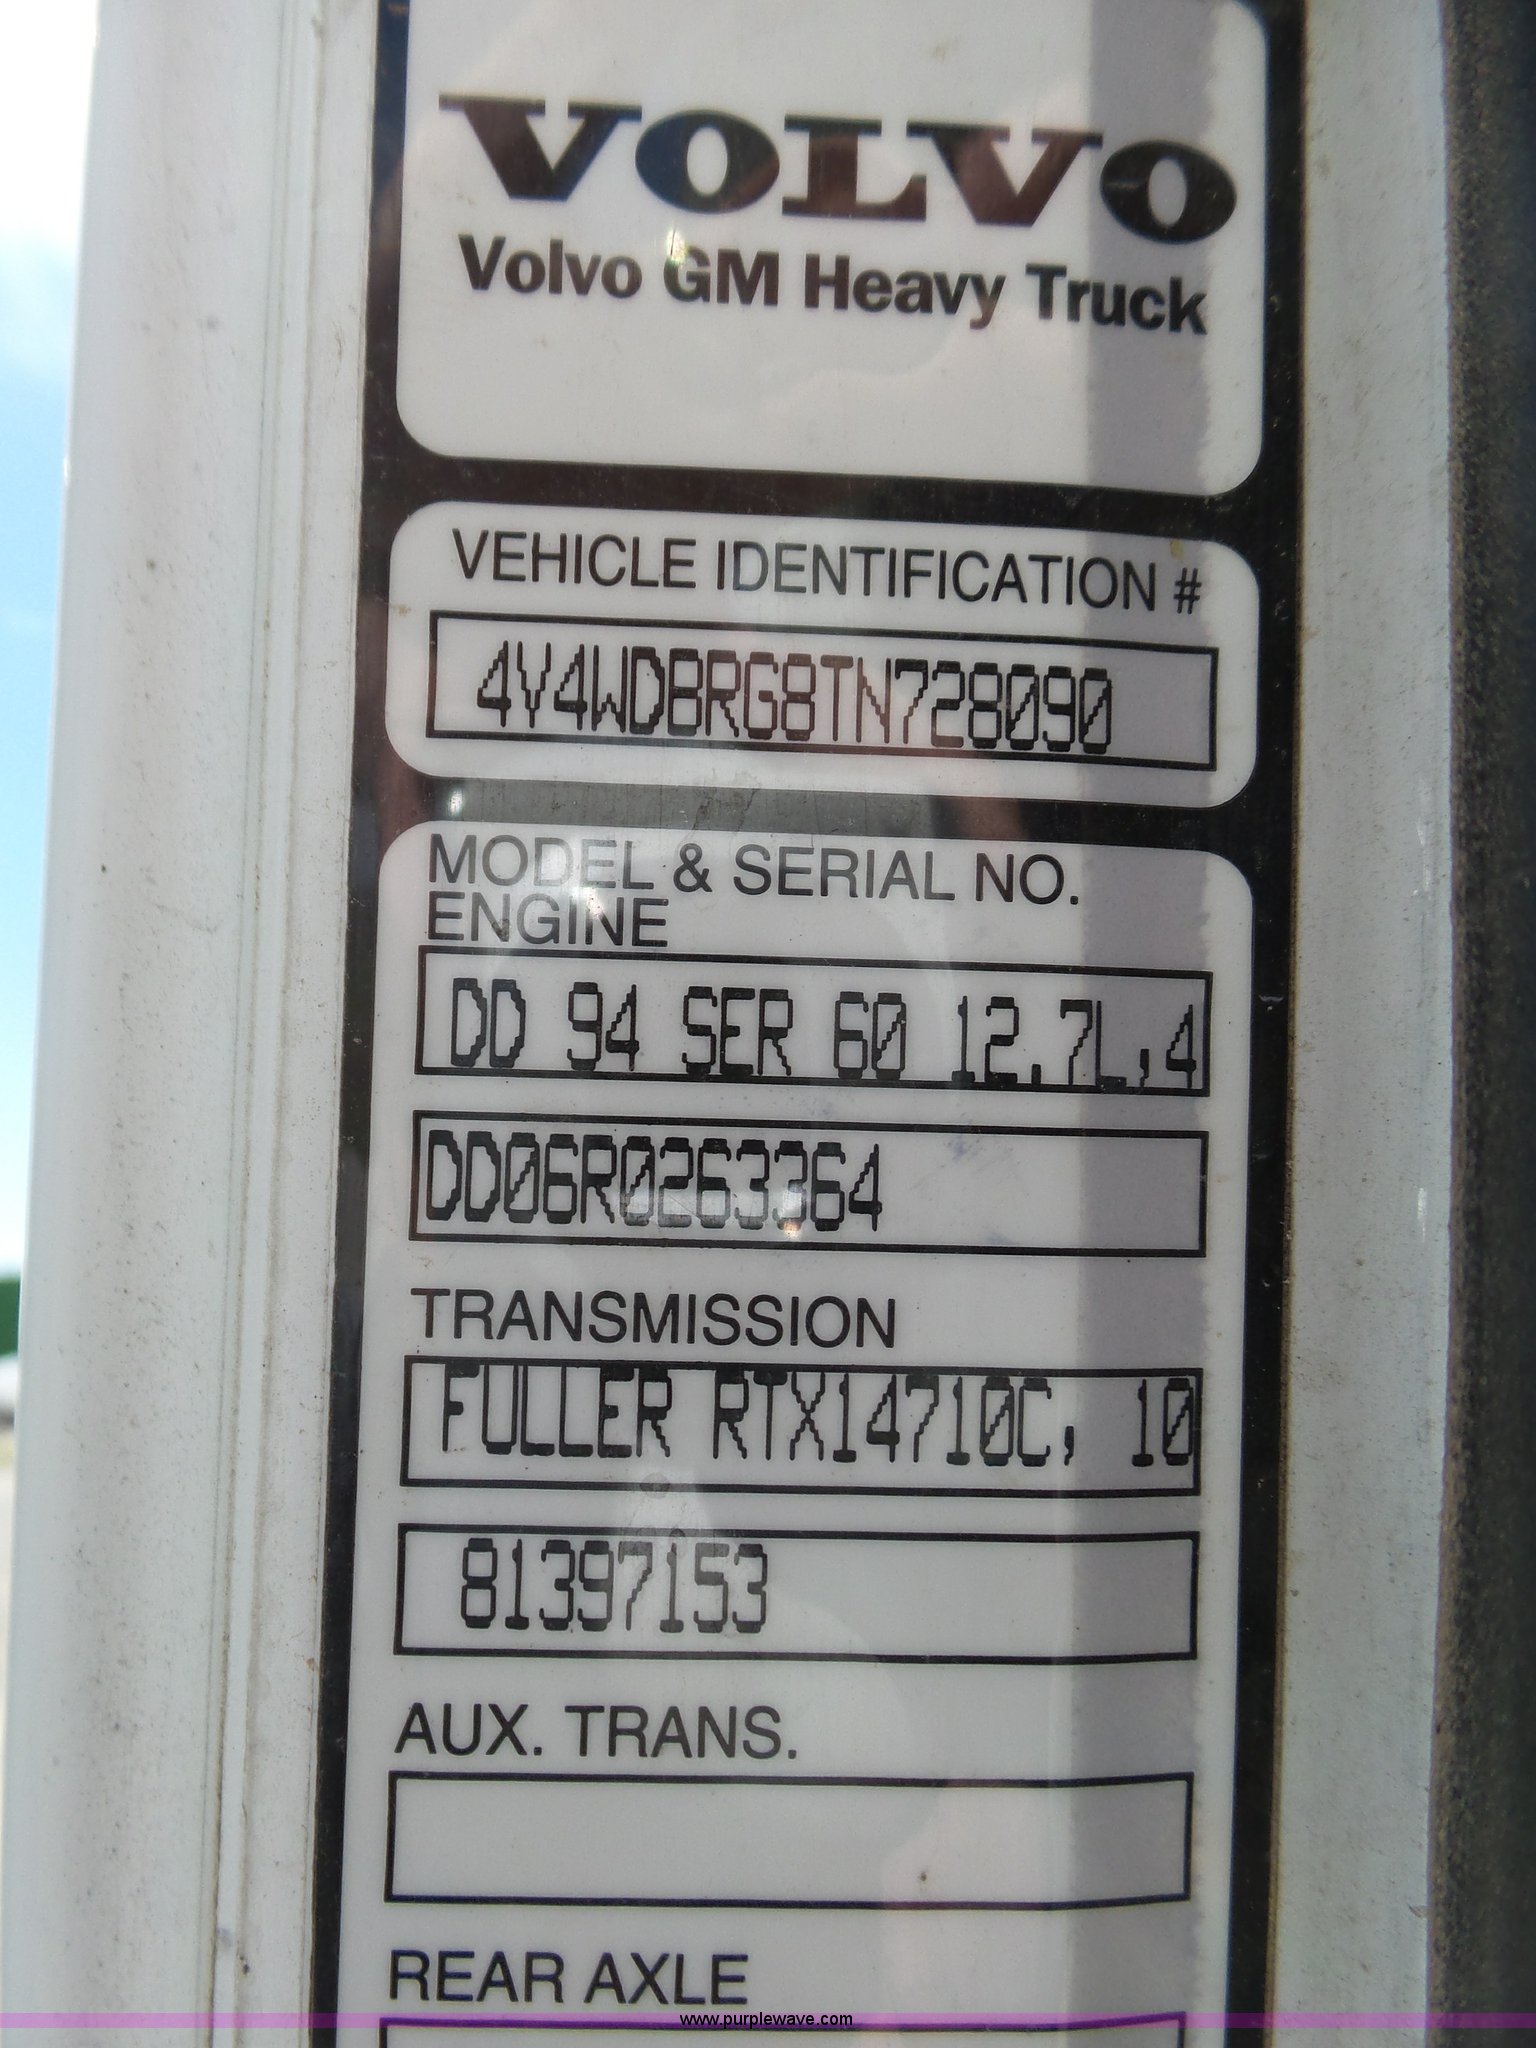 VOLVO
Volvo GM Heavy Truck
VEHICLE IDENTIFICATION #
4V4WDBRG8TN728090
MODEL & SERIAL NO.
ENGINE
DD 94 SER 60 12.7L,4
DD06R0263364
TRANSMISSION
FULLER RTX14710C, 10
81397153
AUX. TRANS.
REAR AXLE
www.purplewave.com